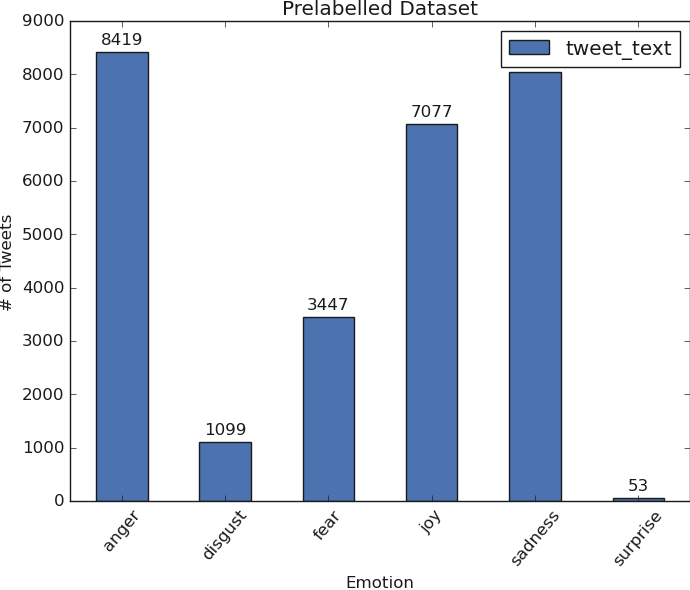 Prelabelled Dataset
tweet_text
9000
8000
7000
6000
5000
4000
3000
2000
1000
0
# of Tweets
8419
1099
3447
7077
53
anger
disgust
fear
joy
sadness
surprise
Emotion